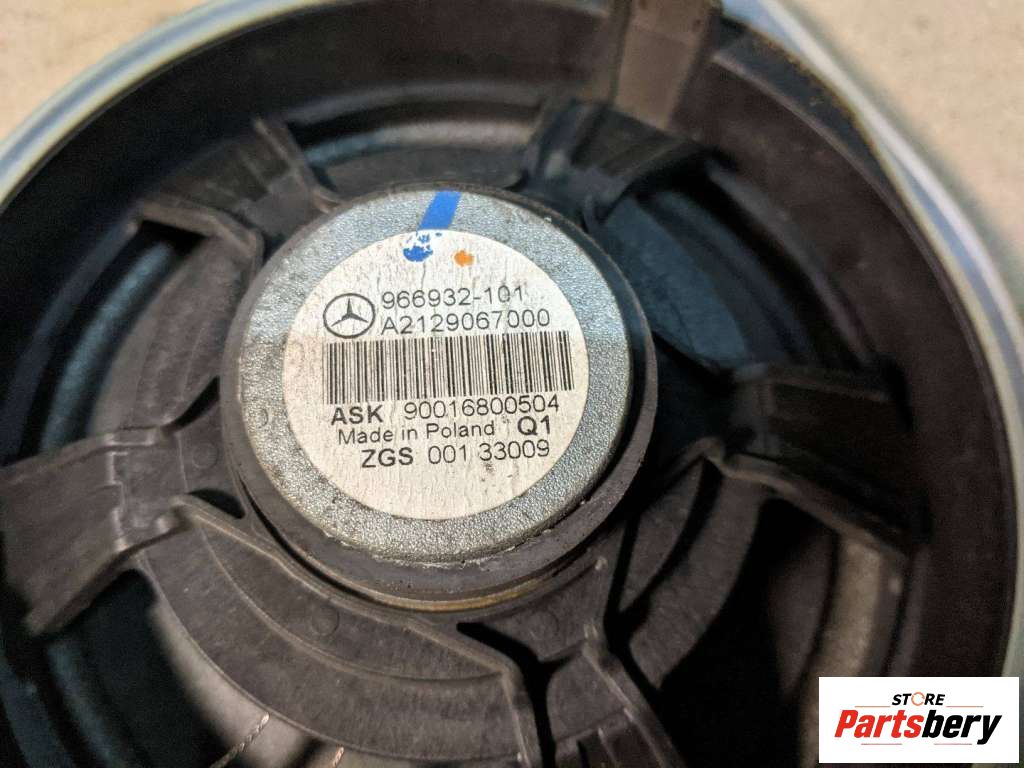 966932-101
A2129067000
ASK 90016800504
Made in Poland Q1
ZGS 001 33009
STORE
Partsbery